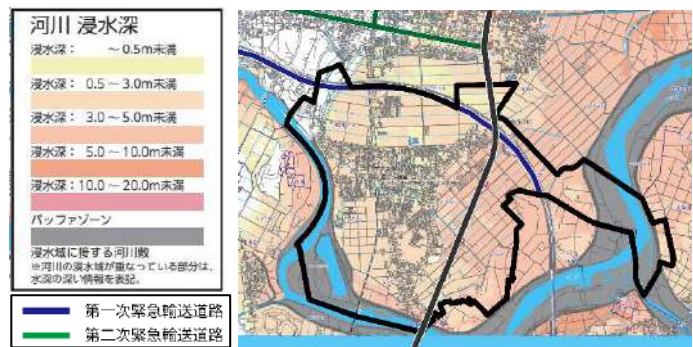 河川 浸水深
浸水深： ～0.5m未満
浸水深： 0.5～3.0m未満
浸水深： 3.0～5.0m未満
浸水深： 5.0～10.0m未満
浸水深：10.0～20.0m未満
バッファゾーン
浸水域に接する河川敷
※河川の浸水域が重なっている部分は、
水深の深い情報を表記。
第一次緊急輸送道路
第二次緊急輸送道路